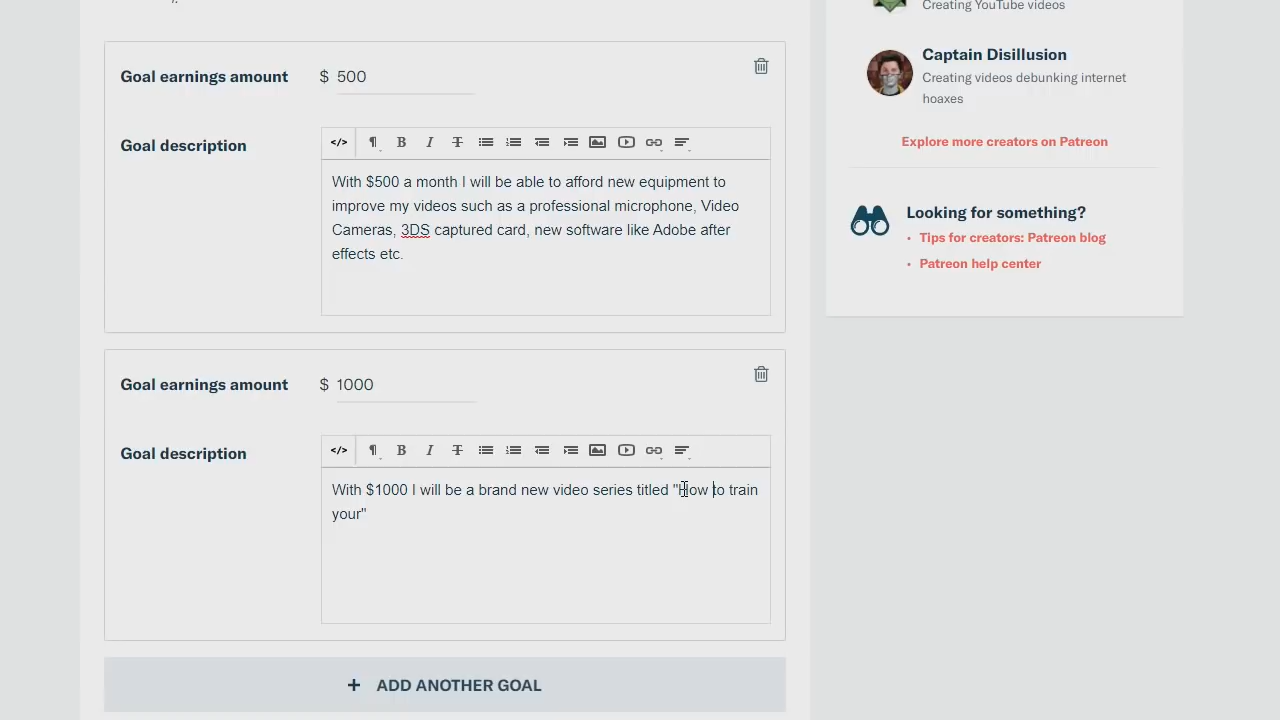 Goal earnings amount $ 500
Goal description
</> ¶ B I T
With $500 a month I will be able to afford new equipment to
improve my videos such as a professional microphone, Video
Cameras, 3DS captured card, new software like Adobe after
effects etc.
Goal earnings amount $ 1000
Goal description
</> ¶ B I T
With $1000 I will be a brand new video series titled "How to train
your"
+ ADD ANOTHER GOAL
Creating YouTube videos
Captain Disillusion
Creating videos debunking internet
hoaxes
Explore more creators on Patreon
Looking for something?
• Tips for creators: Patreon blog
• Patreon help center